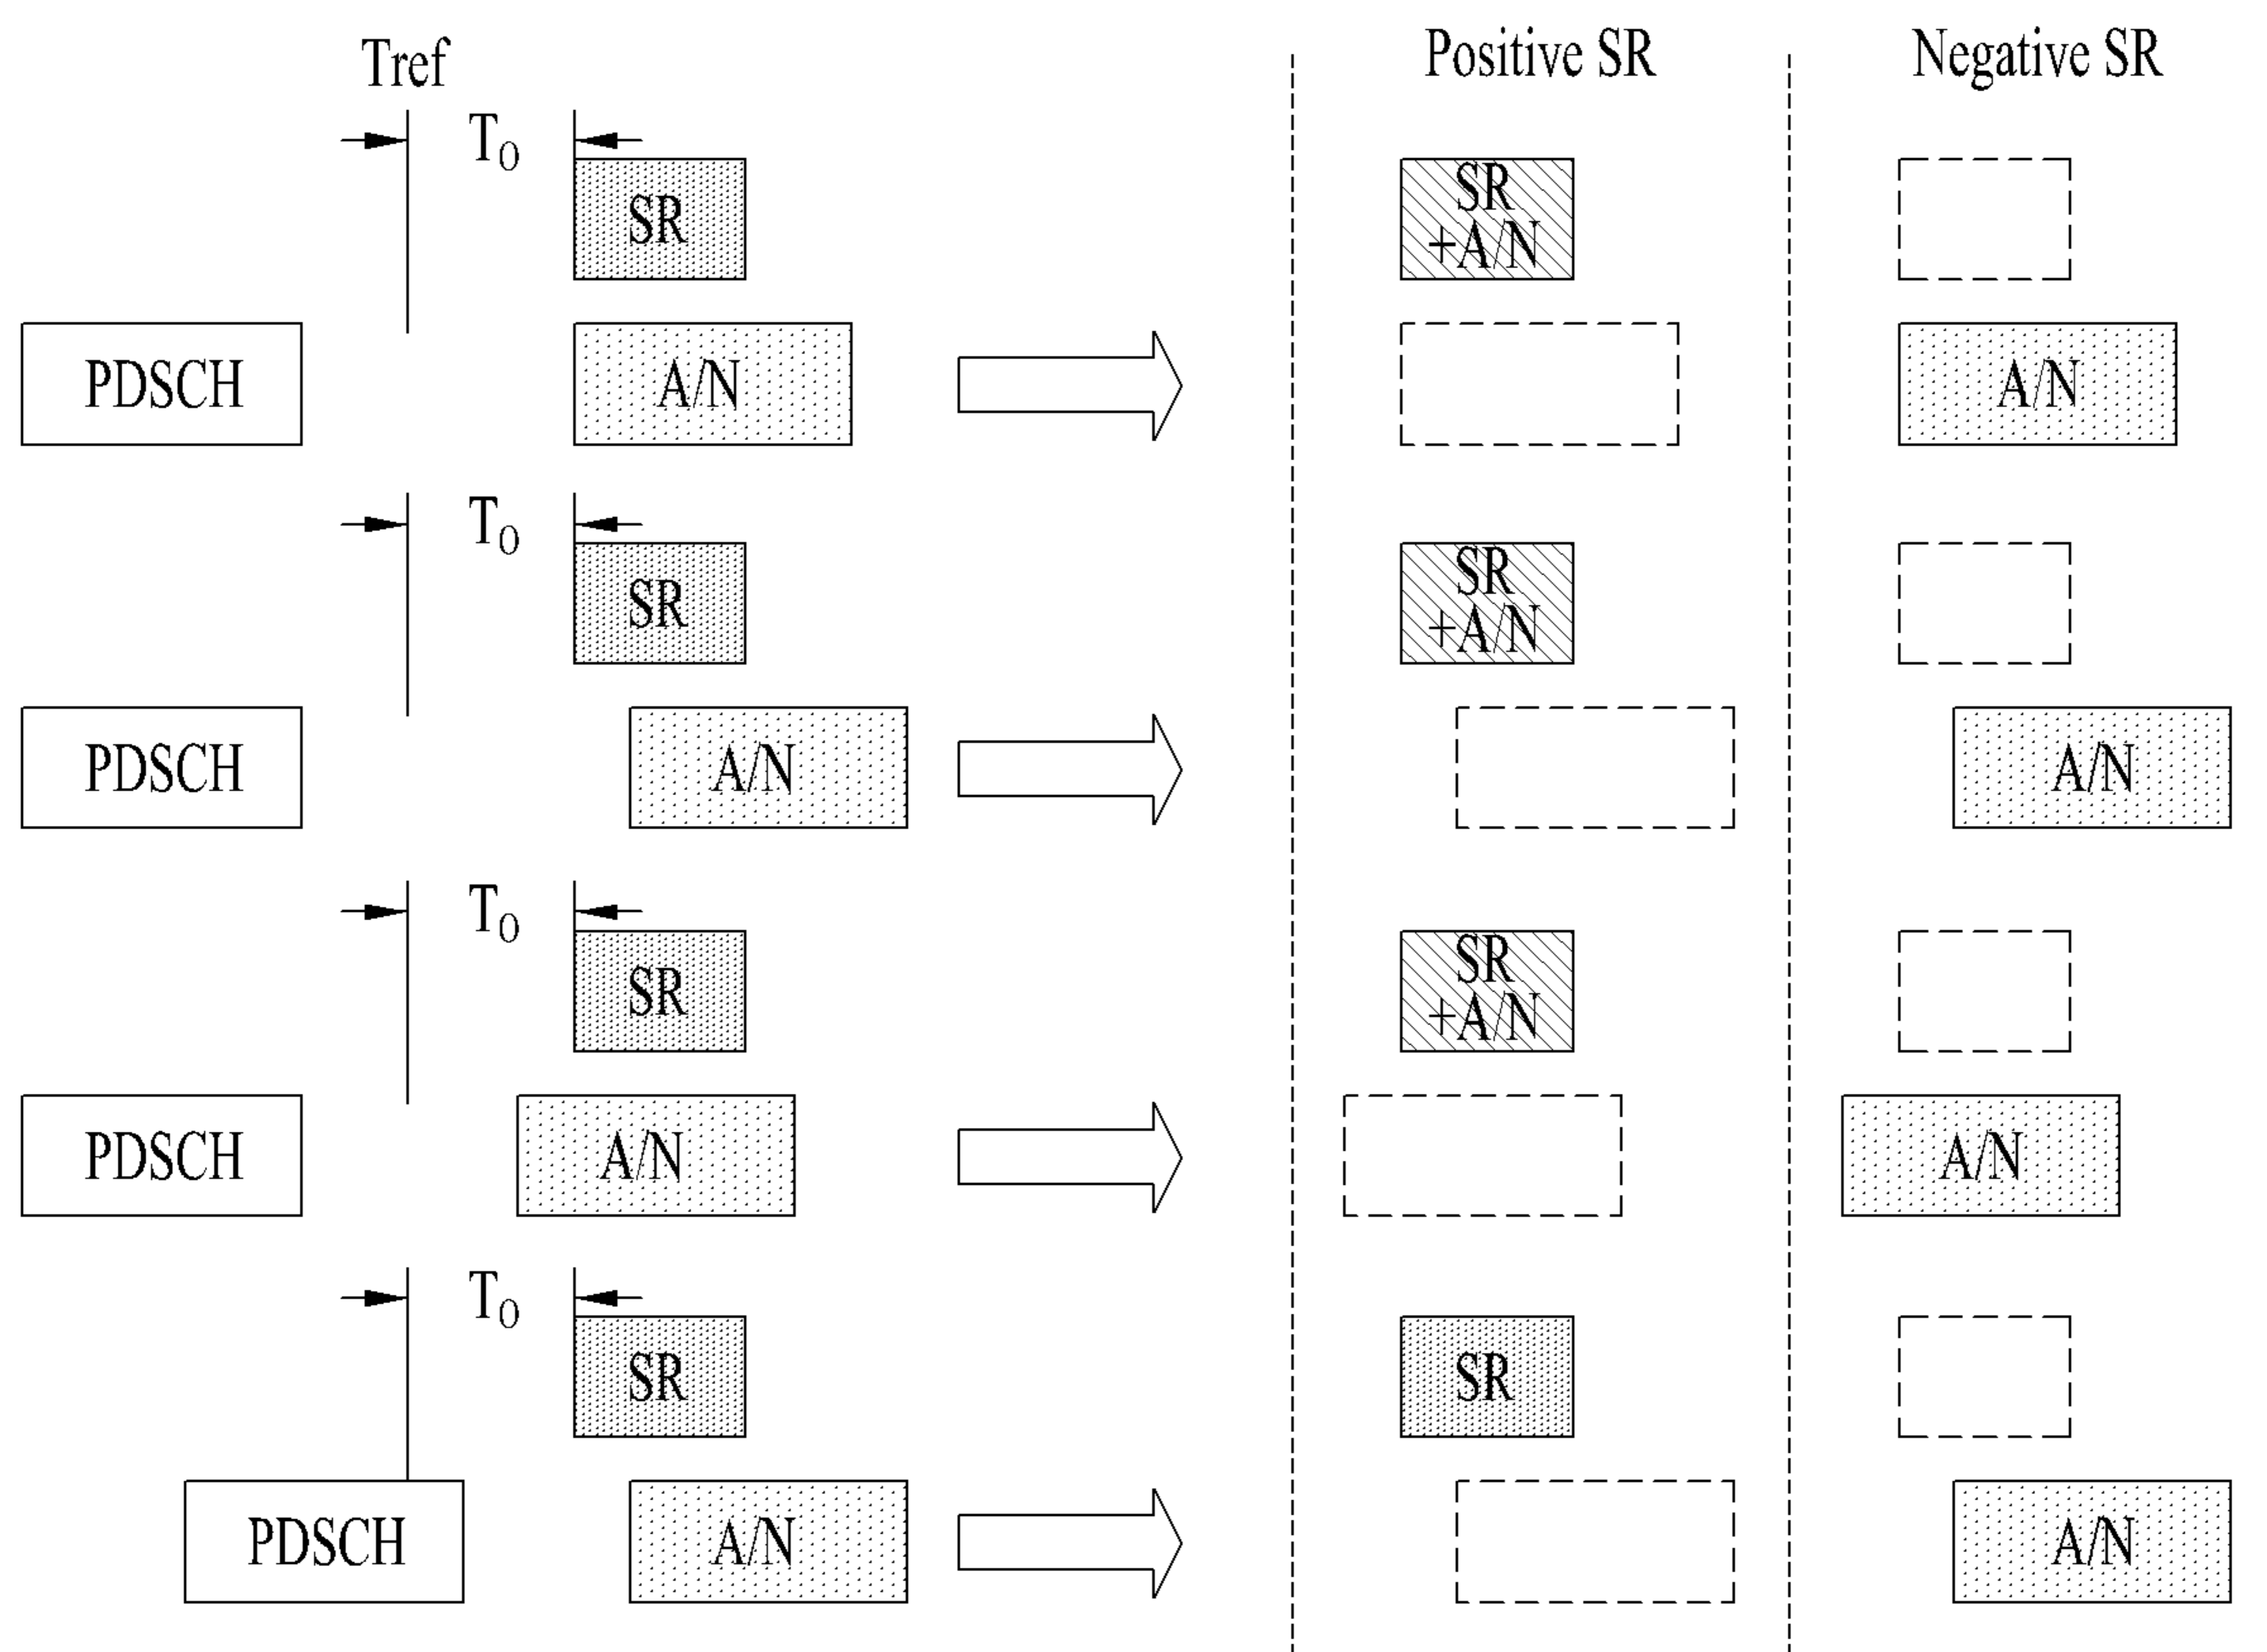 Tref
Positive SR
Negative SR
T0
SR
SR
+A/N
PDSCH
A/N
A/N
T0
SR
SR
+A/N
PDSCH
A/N
A/N
T0
SR
SR
+A/N
PDSCH
A/N
A/N
T0
SR
SR
PDSCH
A/N
A/N